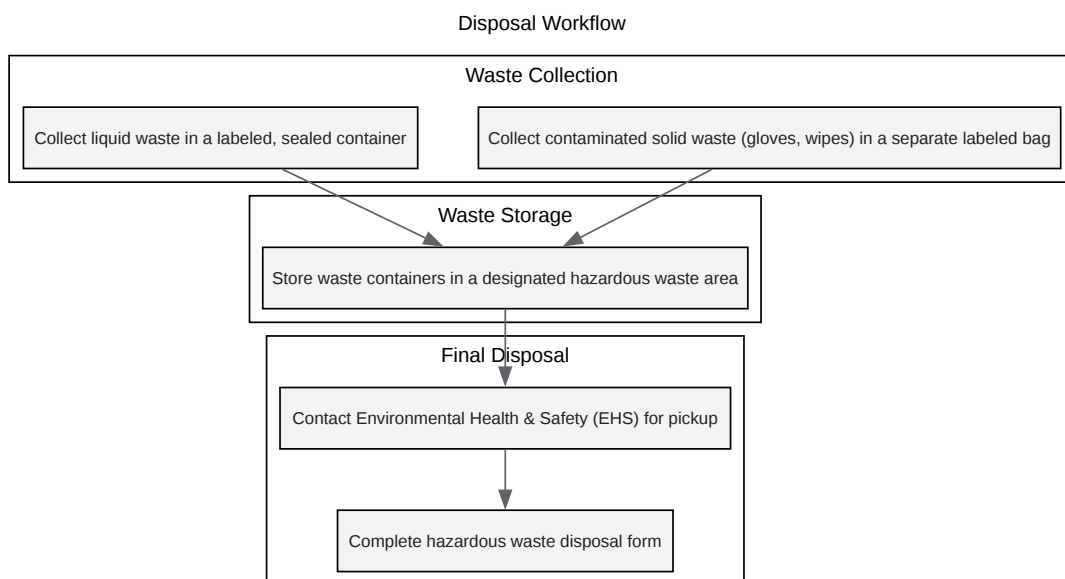 Disposal Workflow
Waste Collection
Collect liquid waste in a labeled, sealed container
Collect contaminated solid waste (gloves, wipes) in a separate labeled bag
Waste Storage
Store waste containers in a designated hazardous waste area
Final Disposal
Contact Environmental Health & Safety (EHS) for pickup
Complete hazardous waste disposal form